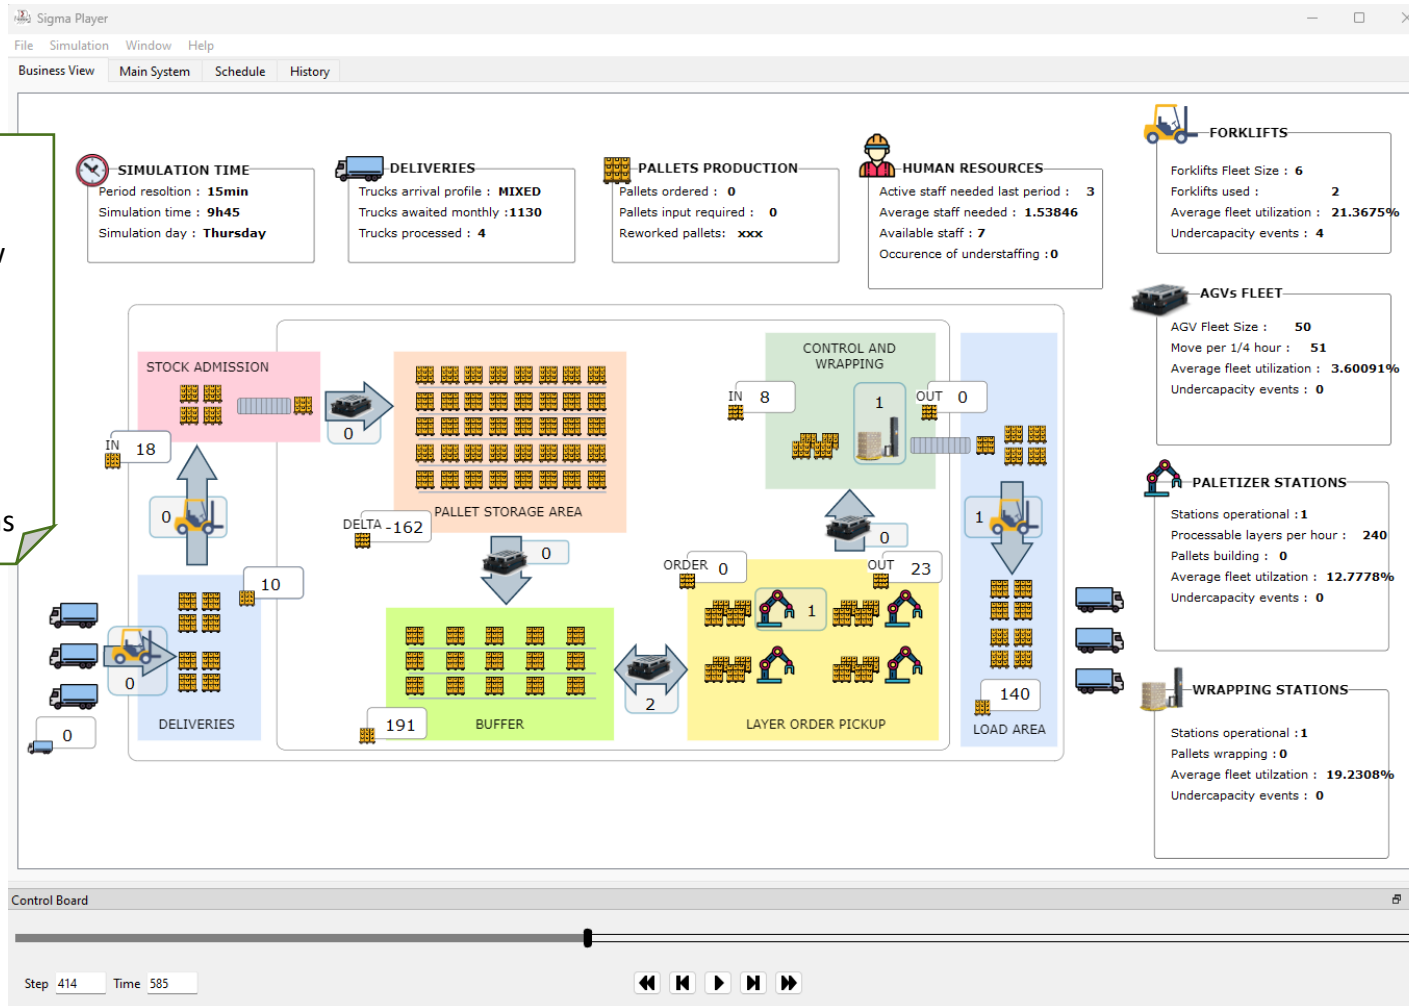 Sigma Player
File Simulation Window Help
Business View Main System Schedule History
SIMULATION TIME
Period resoltion : 15min
Simulation time : 9h45
Simulation day : Thursday
DELIVERIES
Trucks arrival profile : MIXED
Trucks awaited monthly :1130
Trucks processed : 4
PALLETS PRODUCTION
Pallets ordered : 0
Pallets input required : 0
Reworked pallets: xxx
HUMAN RESOURCES
Active staff needed last period : 3
Average staff needed : 1.53846
Available staff : 7
Occurence of understaffing :0
FORKLIFTS
Forklifts Fleet Size : 6
Forklifts used : 2
Average fleet utilization : 21.3675%
Undercapacity events : 4
AGVs FLEET
AGV Fleet Size : 50
Move per 1/4 hour : 51
Average fleet utilization : 3.60091%
Undercapacity events : 0
PALETIZER STATIONS
Stations operational :1
Processable layers per hour : 240
Pallets building : 0
Average fleet utilzation : 12.7778%
Undercapacity events : 0
WRAPPING STATIONS
Stations operational :1
Pallets wrapping :0
Average fleet utilzation : 19.2308%
Undercapacity events : 0
STOCK ADMISSION
IN 18
0
0
PALLET STORAGE AREA
DELTA -162
0
CONTROL AND
WRAPPING
IN 8
1
OUT 0
0
1
ORDER 0
OUT 23
1
LAYER ORDER PICKUP
2
BUFFER
191
10
0
DELIVERIES
0
140
LOAD AREA
Control Board
Step 414 Time 585